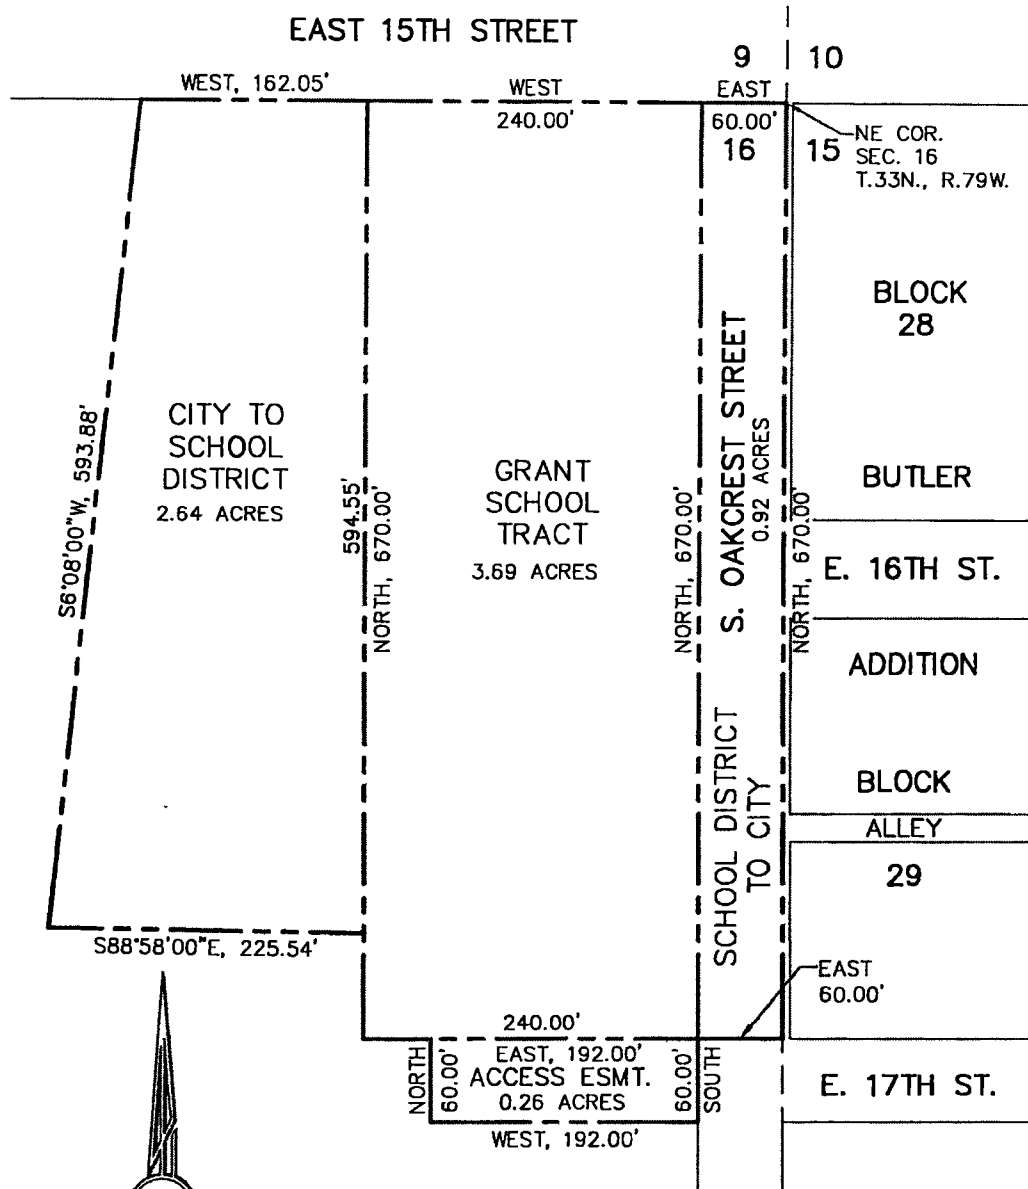 EAST 15TH STREET
9
10
WEST, 162.05'
WEST
240.00'
EAST
60.00'
16
15
NE COR.
SEC. 16
T.33N., R.79W.
BLOCK
28
S. OAKCREST STREET
0.92 ACRES
CITY TO
SCHOOL
DISTRICT
2.64 ACRES
S6°08'00"W, 593.88'
594.55'
NORTH, 670.00'
GRANT
SCHOOL
TRACT
3.69 ACRES
NORTH, 670.00'
NORTH, 670.00'
BUTLER
E. 16TH ST.
ADDITION
BLOCK
ALLEY
29
SCHOOL DISTRICT
TO CITY
S88°58'00"E, 225.54'
EAST
60.00'
240.00'
NORTH
60.00'
EAST, 192.00'
ACCESS ESMT.
0.26 ACRES
60.00'
SOUTH
WEST, 192.00'
E. 17TH ST.